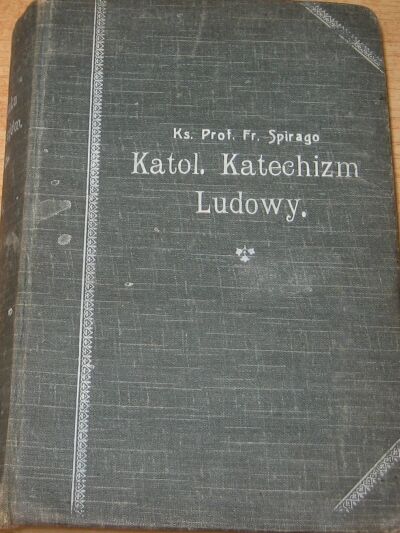 Ks. Prof. Fr. Spirago
Katol. Katechizm
Ludowy.